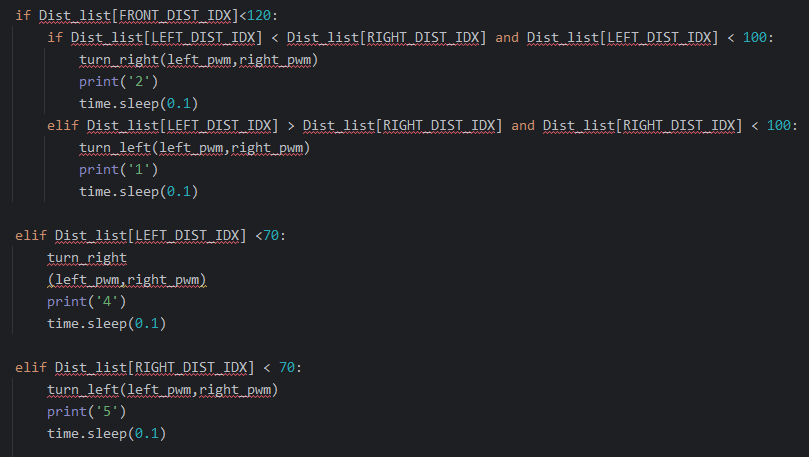 if Dist_list[FRONT_DIST_IDX]<120:
if Dist_list[LEFT_DIST_IDX] < Dist_list[RIGHT_DIST_IDX] and Dist_list[LEFT_DIST_IDX] < 100:
turn_right(left_pwm,right_pwm)
print('2')
time.sleep(0.1)
elif Dist_list[LEFT_DIST_IDX] > Dist_list[RIGHT_DIST_IDX] and Dist_list[RIGHT_DIST_IDX] < 100:
turn_left(left_pwm,right_pwm)
print('1')
time.sleep(0.1)
elif Dist_list[LEFT_DIST_IDX] <70:
turn_right
(left_pwm,right_pwm)
print('4')
time.sleep(0.1)
elif Dist_list[RIGHT_DIST_IDX] < 70:
turn_left(left_pwm,right_pwm)
print('5')
time.sleep(0.1)